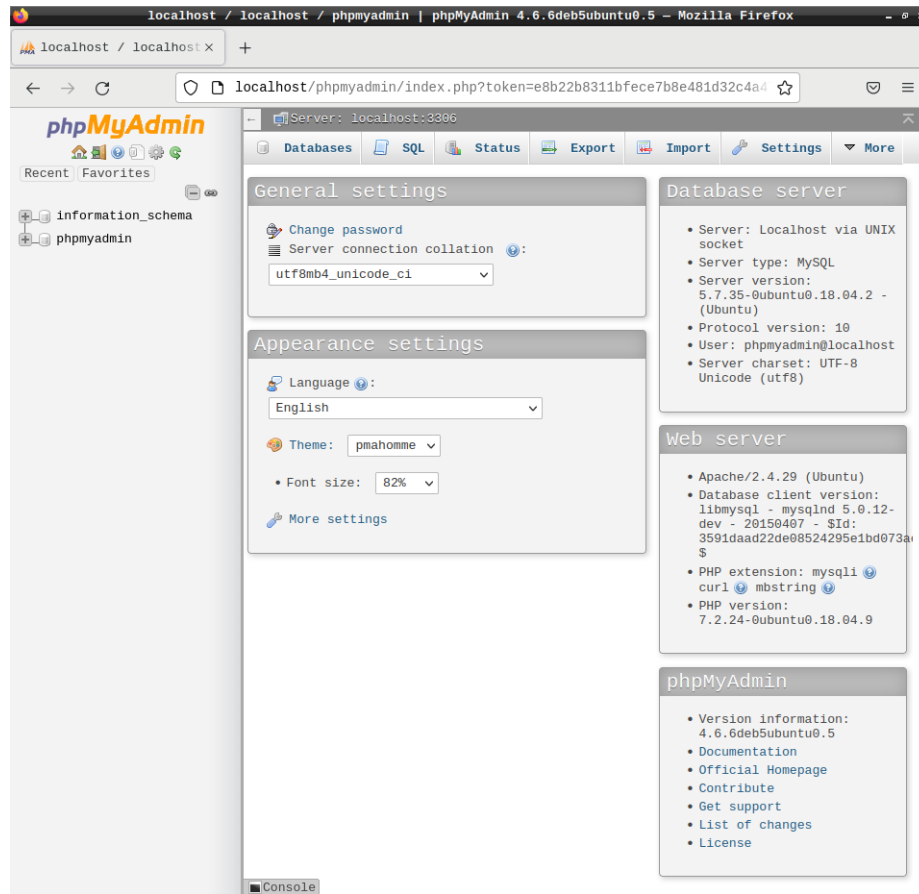 localhost / localhost / phpmyadmin | phpMyAdmin 4.6.6deb5ubuntu0.5 — Mozilla Firefox
localhost / localhost
localhost/phpmyadmin/index.php?token=e8b22b8311bfece7b8e481d32c4a4
phpMyAdmin
Recent Favorites
information_schema
phpmyadmin
Server: localhost:3306
Databases SQL Status Export Import Settings More
General settings
Change password
Server connection collation :
utf8mb4_unicode_ci
Appearance settings
Language :
English
Theme: pmahomme
• Font size: 82%
More settings
Database server
• Server: Localhost via UNIX
socket
• Server type: MySQL
• Server version:
5.7.35-0ubuntu0.18.04.2 -
(Ubuntu)
• Protocol version: 10
• User: phpmyadmin@localhost
• Server charset: UTF-8
Unicode (utf8)
Web server
• Apache/2.4.29 (Ubuntu)
• Database client version:
libmysql - mysqlnd 5.0.12-
dev - 20150407 - $Id:
3591daad22de08524295e1bd073a
$
• PHP extension: mysqli
curl mbstring
• PHP version:
7.2.24-0ubuntu0.18.04.9
phpMyAdmin
• Version information:
4.6.6deb5ubuntu0.5
• Documentation
• Official Homepage
• Contribute
• Get support
• List of changes
• License
Console